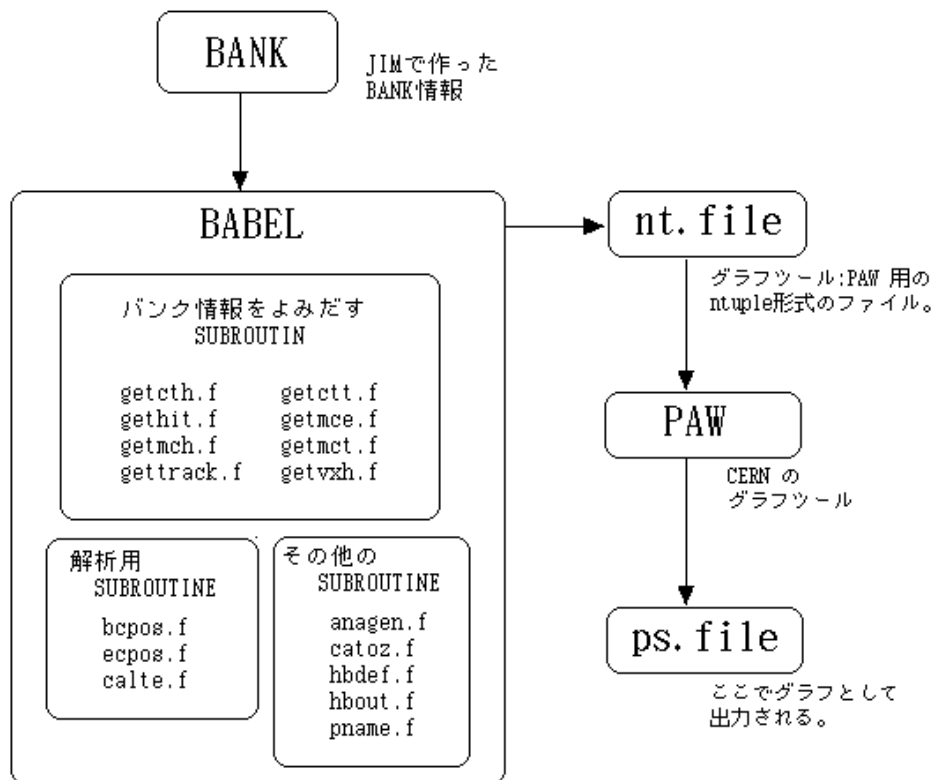 BANK
JIMで作った
BANK情報
BABEL
バンク情報をよみだす
SUBROUTIN
getcth.f getctt.f
gethit.f getmce.f
getmch.f getmct.f
gettrack.f getvxh.f
解析用
SUBROUTINE
bcpos.f
ecpos.f
calte.f
その他の
SUBROUTINE
anagen.f
catoz.f
hbdef.f
hbout.f
pname.f
nt.file
グラフツール:PAW 用の
ntuple形式のファイル。
PAW
CERN の
グラフツール
ps.file
ここでグラフとして
出力される。